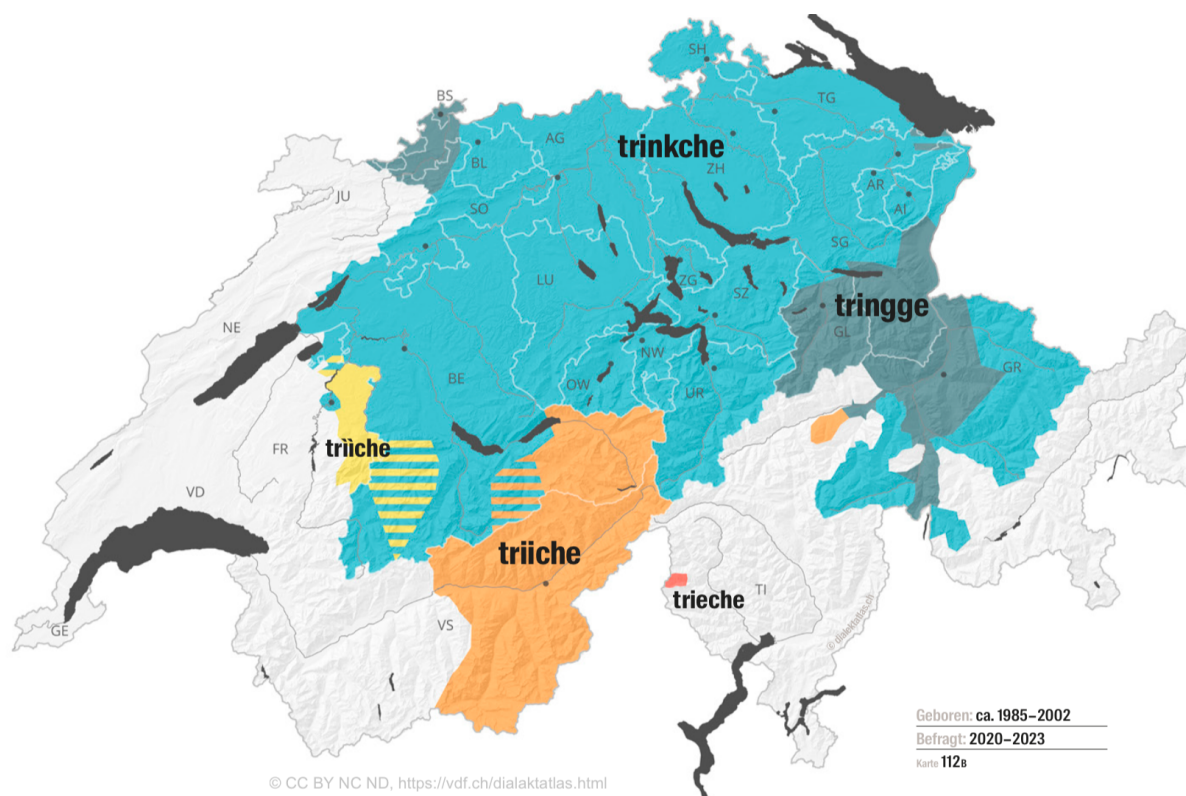 SH
BS
TG
AG
trinkche
BL
ZH
JU
AR
SO
AI
SG
LU
ZG
SZ
tringge
NE
GL
NW
GR
BE
OW
UR
triiche
FR
VD
triiche
trieche
TI
GE
VS
© dialektatlas.ch
Geboren: ca. 1985–2002
Befragt: 2020–2023
Karte 112B
© CC BY NC ND, https://vdf.ch/dialaktatlas.html